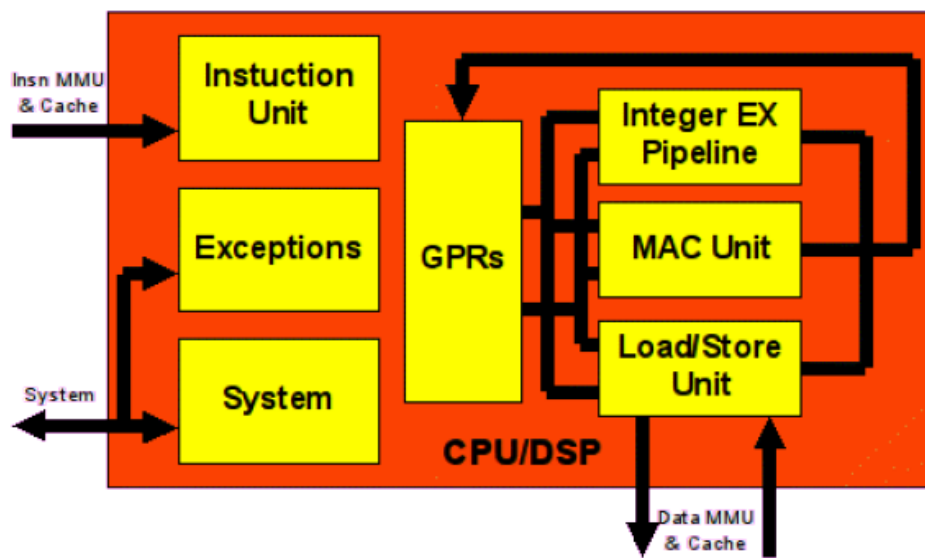 Insn MMU
& Cache
Instuction
Unit
Exceptions
System
System
GPRs
Integer EX
Pipeline
MAC Unit
Load/Store
Unit
CPU/DSP
Data MMU
& Cache